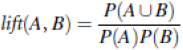 lift(A, B) = P(A ∪ B) / P(A)P(B)